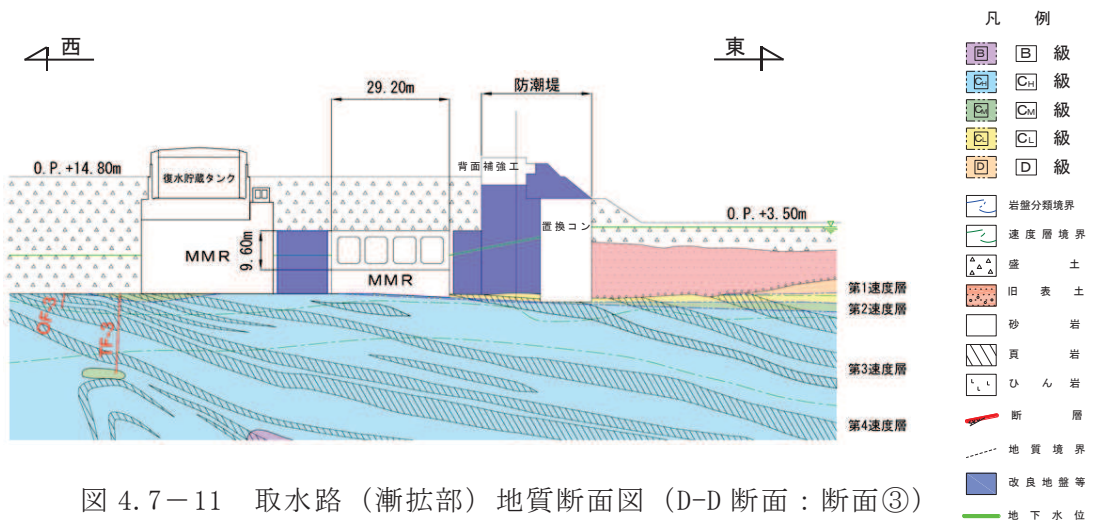 西
東
29.20m
防潮堤
O.P.+14.80m
復水貯蔵タンク
背面補強工
置換コン
O.P.+3.50m
MMR
9.60m
MMR
OF-3
TF-3
第1速度層
第2速度層
第3速度層
第4速度層
凡 例
B B 級
CH CH 級
CM CM 級
CL CL 級
D D 級
岩盤分類境界
速度層境界
盛 土
旧 表 土
砂 岩
頁 岩
ひ ん 岩
断 層
地 質 境 界
改 良 地 盤 等
地 下 水 位
図 4.7-11 取水路(漸拡部)地質断面図(D-D 断面:断面③)